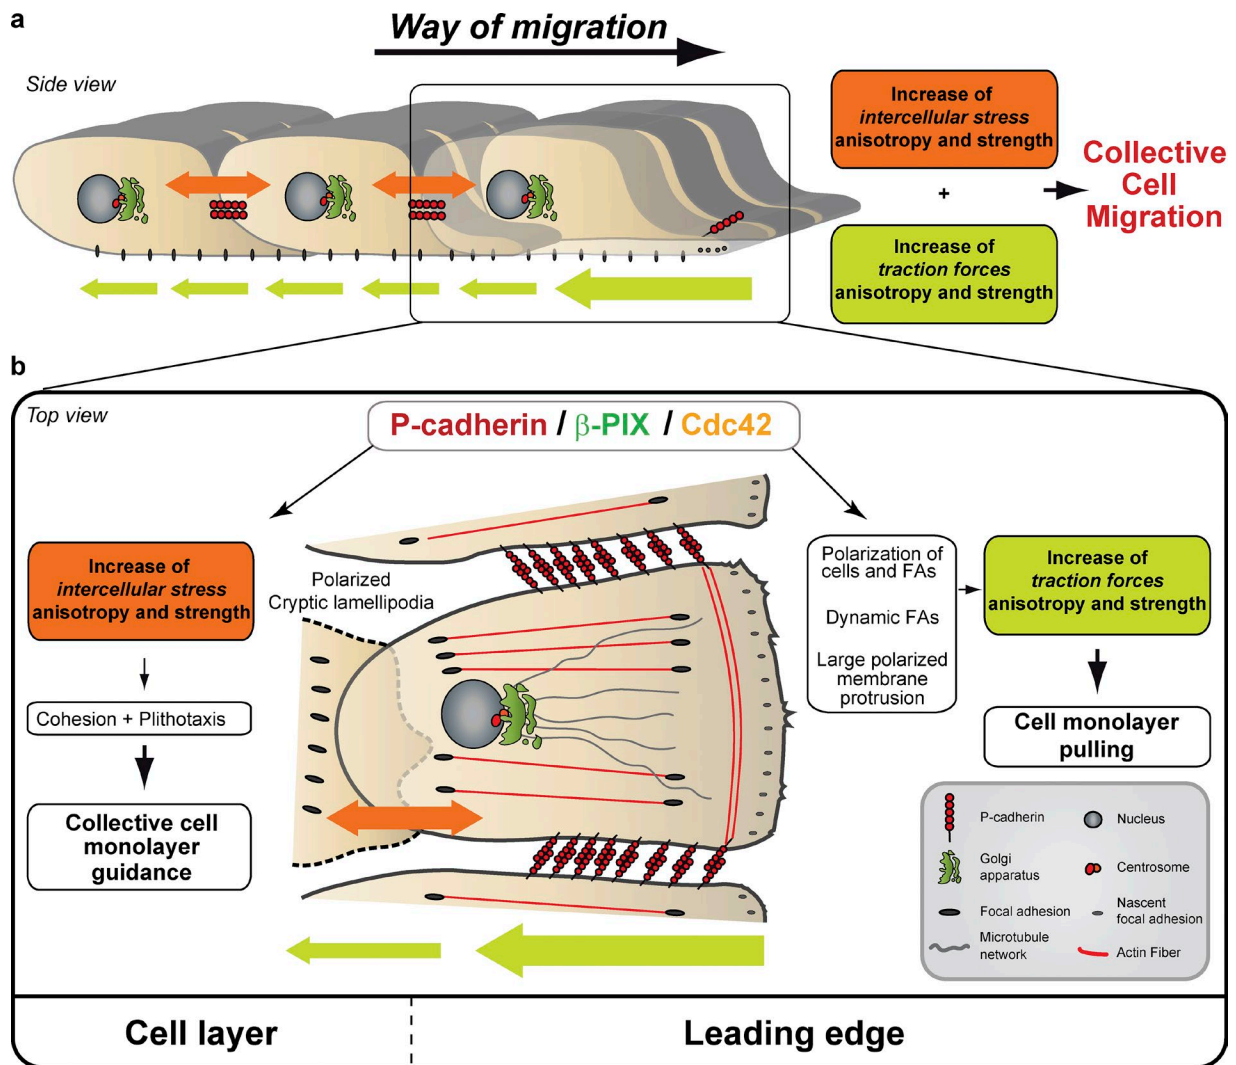 a
Way of migration
Side view
Increase of
intercellular stress
anisotropy and strength
+
Increase of
traction forces
anisotropy and strength
Collective
Cell
Migration
b
Top view
P-cadherin / β-PIX / Cdc42
Increase of
intercellular stress
anisotropy and strength
Cohesion + Plithotaxis
Collective cell
monolayer
guidance
Polarized
Cryptic lamellipodia
Polarization of
cells and FAs
Dynamic FAs
Large polarized
membrane
protrusion
Increase of
traction forces
anisotropy and strength
Cell monolayer
pulling
P-cadherin
Nucleus
Golgi
apparatus
Centrosome
Focal adhesion
Nascent
focal adhesion
Microtubule
network
Actin Fiber
Cell layer
Leading edge